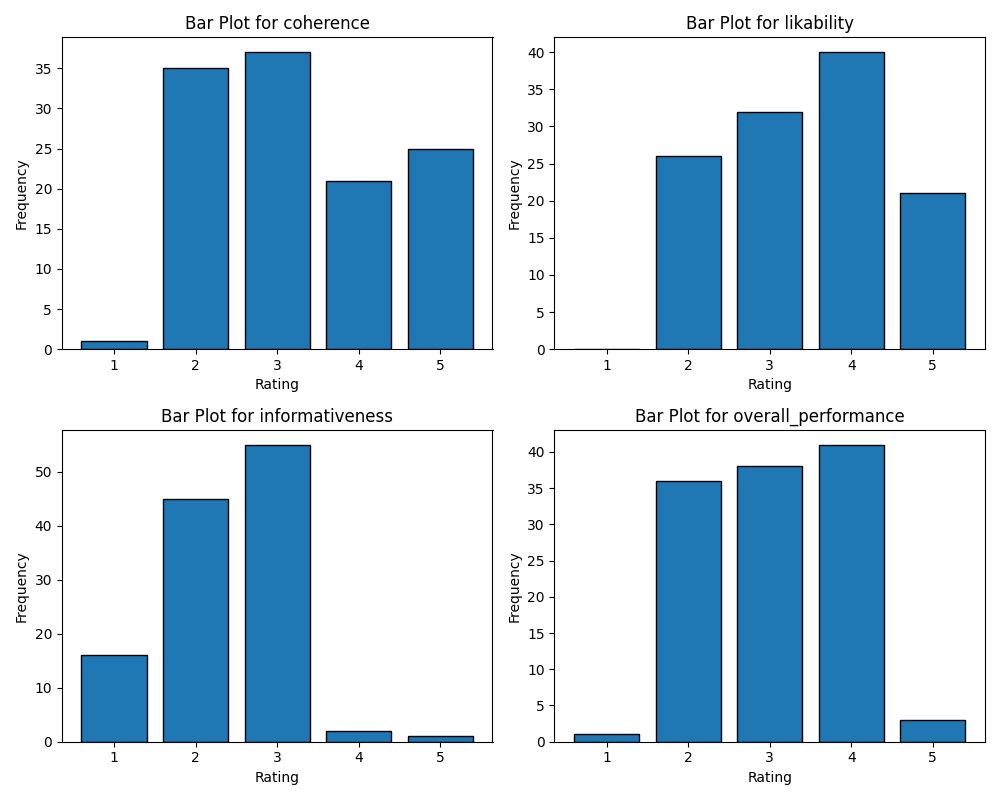 Bar Plot for coherence
35
30
25
20
15
10
5
0
Frequency
1 2 3 4 5
Rating
Bar Plot for likability
40
35
30
25
20
15
10
5
0
Frequency
1 2 3 4 5
Rating
Bar Plot for informativeness
50
40
30
20
10
0
Frequency
1 2 3 4 5
Rating
Bar Plot for overall_performance
40
35
30
25
20
15
10
5
0
Frequency
1 2 3 4 5
Rating